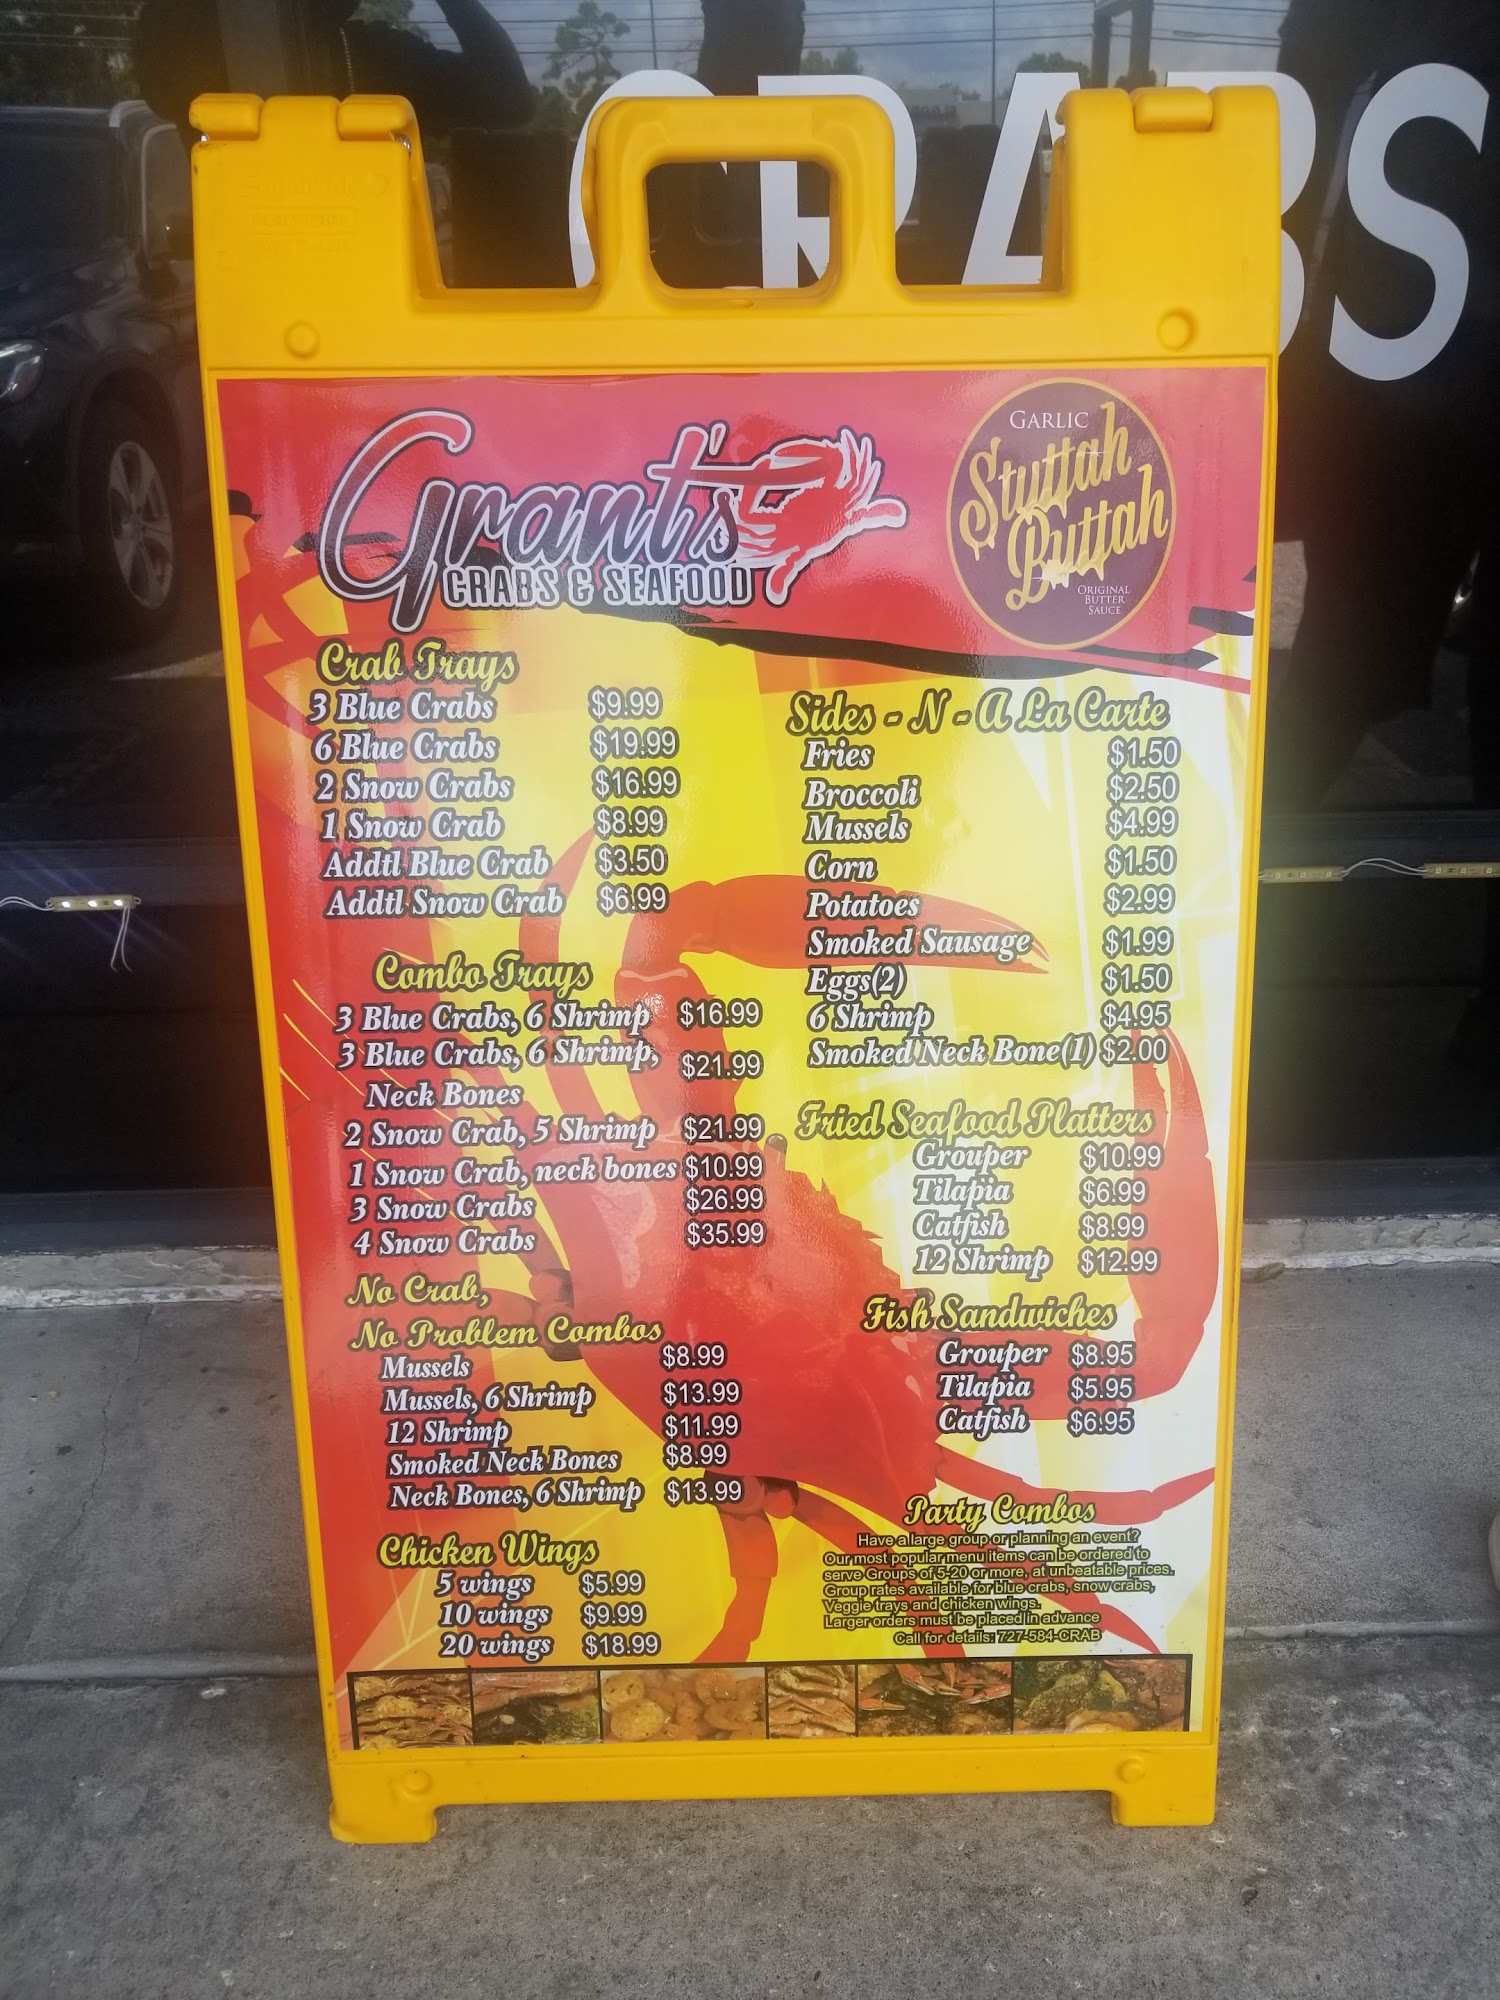 CRABS
Grant's
CRABS & SEAFOOD
GARLIC
Stuttah
Buttah
ORIGINAL
BUTTER
SAUCE
Crab Trays
3 Blue Crabs $9.99
6 Blue Crabs $19.99
2 Snow Crabs $16.99
1 Snow Crab $8.99
Addtl Blue Crab $3.50
Addtl Snow Crab $6.99
Combo Trays
3 Blue Crabs, 6 Shrimp $16.99
3 Blue Crabs, 6 Shrimp, $21.99
Neck Bones
2 Snow Crab, 5 Shrimp $21.99
1 Snow Crab, neck bones $10.99
3 Snow Crabs $26.99
4 Snow Crabs $35.99
No Crab,
No Problem Combos
Mussels $8.99
Mussels, 6 Shrimp $13.99
12 Shrimp $11.99
Smoked Neck Bones $8.99
Neck Bones, 6 Shrimp $13.99
Chicken Wings
5 wings $5.99
10 wings $9.99
20 wings $18.99
Sides - N - A La Carte
Fries $1.50
Broccoli $2.50
Mussels $4.99
Corn $1.50
Potatoes $2.99
Smoked Sausage $1.99
Eggs(2) $1.50
6 Shrimp $4.95
Smoked Neck Bone(1) $2.00
Fried Seafood Platters
Grouper $10.99
Tilapia $6.99
Catfish $8.99
12 Shrimp $12.99
Fish Sandwiches
Grouper $8.95
Tilapia $5.95
Catfish $6.95
Party Combos
Have a large group or planning an event?
Our most popular menu items can be ordered to
serve Groups of 5-20 or more, at unbeatable prices.
Group rates available for blue crabs, snow crabs,
Veggie trays and chicken wings.
Larger orders must be placed in advance
Call for details: 727-584-CRAB